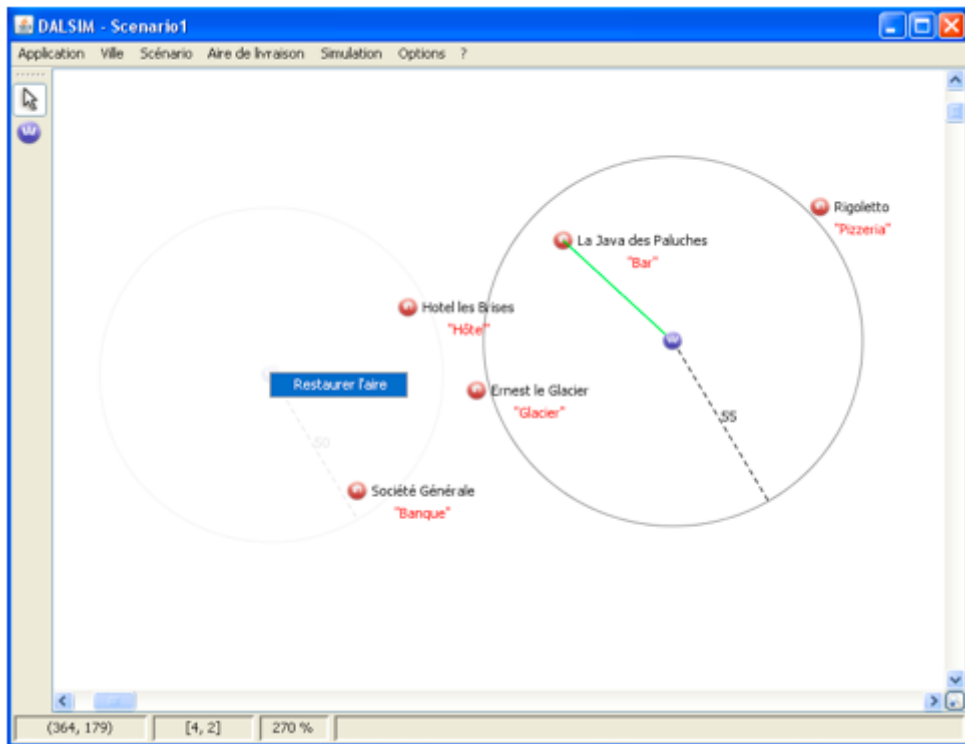 DALSIM - Scenario1
Application Ville Scénario Aire de livraison Simulation Options ?
Rigoletto
"Pizzeria"
La Java des Paluches
"Bar"
Hotel les Brises
"Hôte"
Restaurer l'aire
Ernest le Glacier
"Glacier"
55
50
Société Générale
"Banque"
(364, 179) [4, 2] 270 %